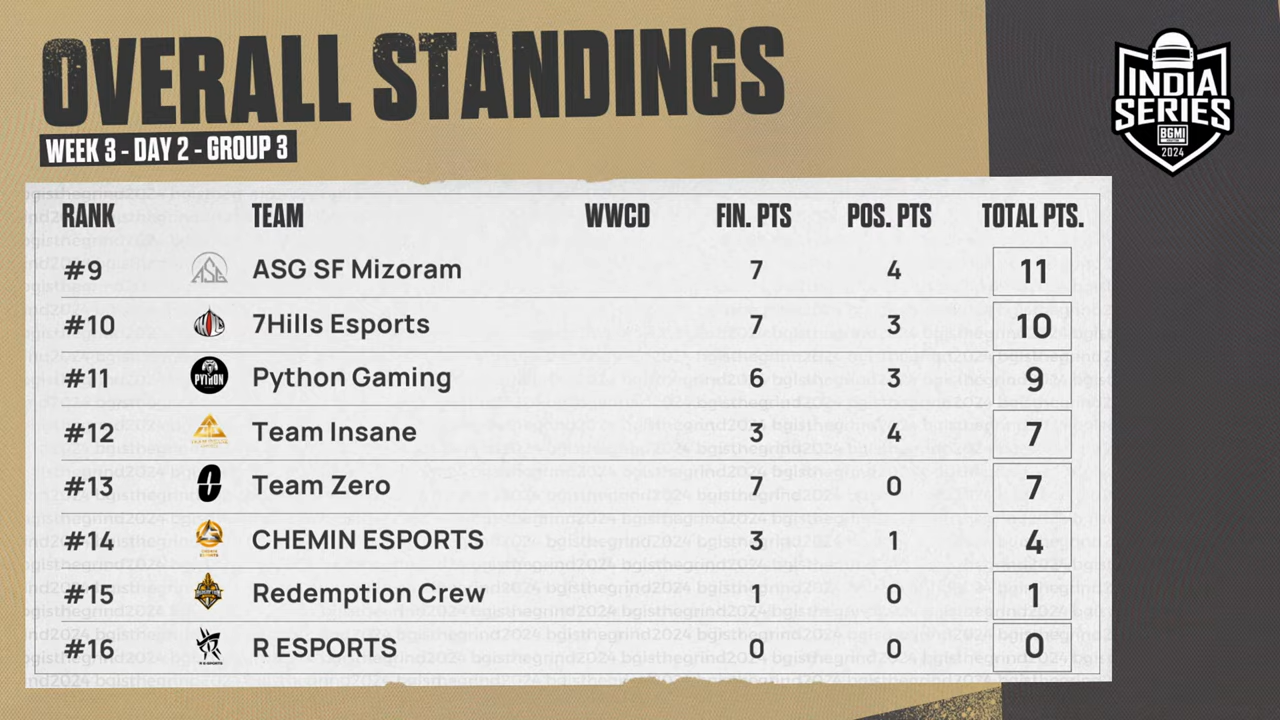 OVERALL STANDINGS
WEEK 3 - DAY 2 - GROUP 3
INDIA
SERIES
BGMI
2024
RANK TEAM WWCD FIN. PTS POS. PTS TOTAL PTS.
#9 ASG ASG SF Mizoram 7 4 11
#10 7Hills Esports 7 3 10
#11 PYTHON Python Gaming 6 3 9
#12 Team Insane 3 4 7
#13 Team Zero 7 0 7
#14 CHEMIN ESPORTS 3 1 4
#15 Redemption Crew 1 0 1
#16 R ESPORTS 0 0 0